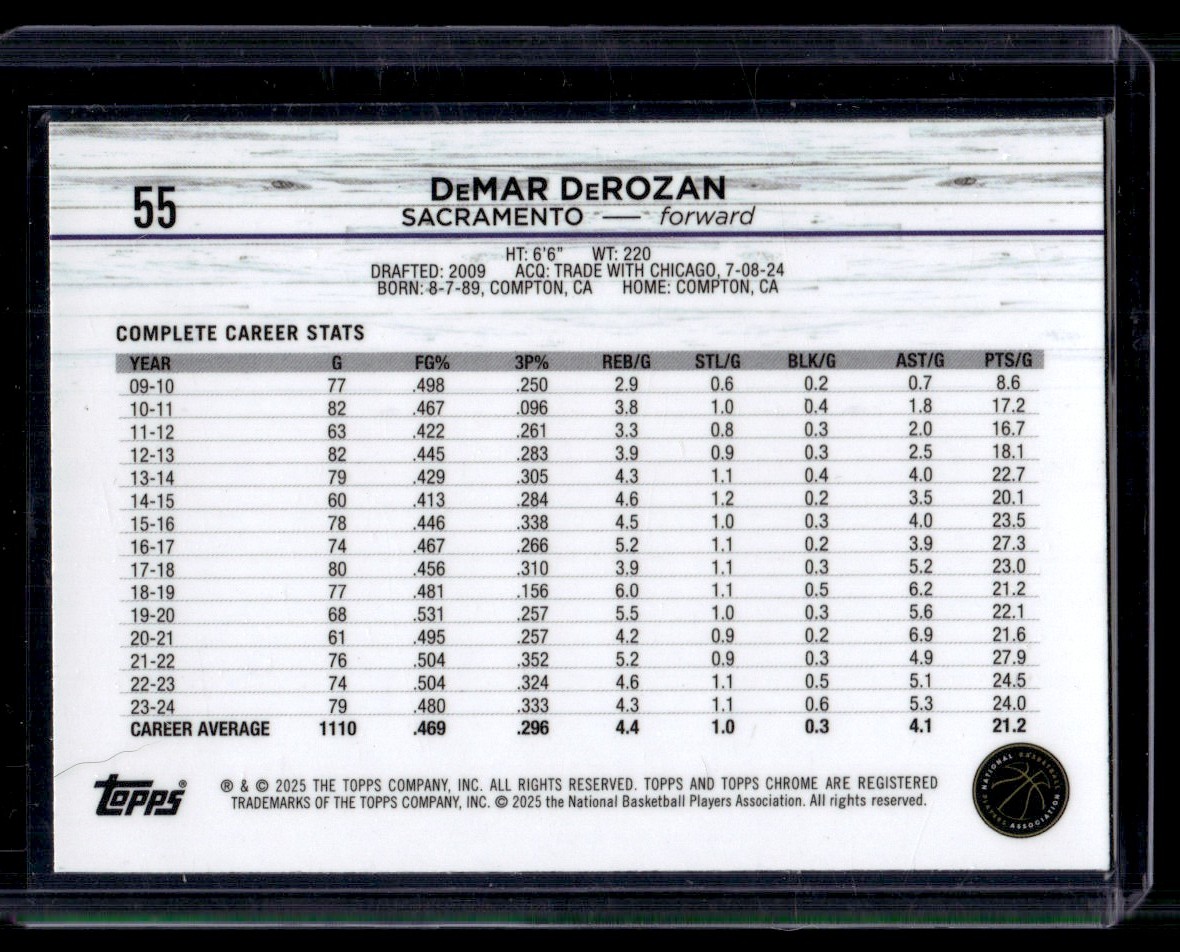 55
DeMAR DeROZAN
SACRAMENTO — forward
HT: 6'6" WT: 220
DRAFTED: 2009 ACQ: TRADE WITH CHICAGO, 7-08-24
BORN: 8-7-89, COMPTON, CA HOME: COMPTON, CA
COMPLETE CAREER STATS
YEAR G FG% 3P% REB/G STL/G BLK/G AST/G PTS/G
09-10 77 .498 .250 2.9 0.6 0.2 0.7 8.6
10-11 82 .467 .096 3.8 1.0 0.4 1.8 17.2
11-12 63 .422 .261 3.3 0.8 0.3 2.0 16.7
12-13 82 .445 .283 3.9 0.9 0.3 2.5 18.1
13-14 79 .429 .305 4.3 1.1 0.4 4.0 22.7
14-15 60 .413 .284 4.6 1.2 0.2 3.5 20.1
15-16 78 .446 .338 4.5 1.0 0.3 4.0 23.5
16-17 74 .467 .266 5.2 1.1 0.2 3.9 27.3
17-18 80 .456 .310 3.9 1.1 0.3 5.2 23.0
18-19 77 .481 .156 6.0 1.1 0.5 6.2 21.2
19-20 68 .531 .257 5.5 1.0 0.3 5.6 22.1
20-21 61 .495 .257 4.2 0.9 0.2 6.9 21.6
21-22 76 .504 .352 5.2 0.9 0.3 4.9 27.9
22-23 74 .504 .324 4.6 1.1 0.5 5.1 24.5
23-24 79 .480 .333 4.3 1.1 0.6 5.3 24.0
CAREER AVERAGE 1110 .469 .296 4.4 1.0 0.3 4.1 21.2
topps®
® & © 2025 THE TOPPS COMPANY, INC. ALL RIGHTS RESERVED. TOPPS AND TOPPS CHROME ARE REGISTERED
TRADEMARKS OF THE TOPPS COMPANY, INC. © 2025 the National Basketball Players Association. All rights reserved.
NATIONAL BASKETBALL
PLAYERS ASSOCIATION